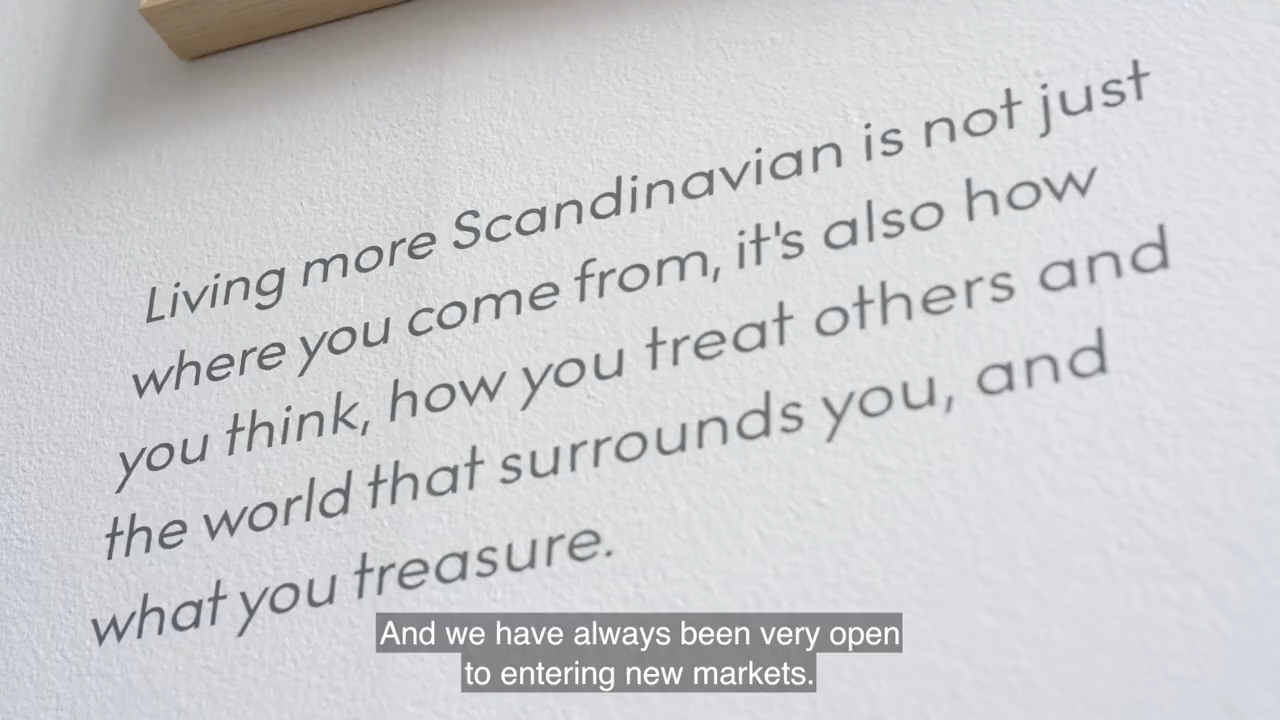 Living more Scandinavian is not just
where you come from, it's also how
you think, how you treat others and
the world that surrounds you, and
what you treasure.
And we have always been very open
to entering new markets.